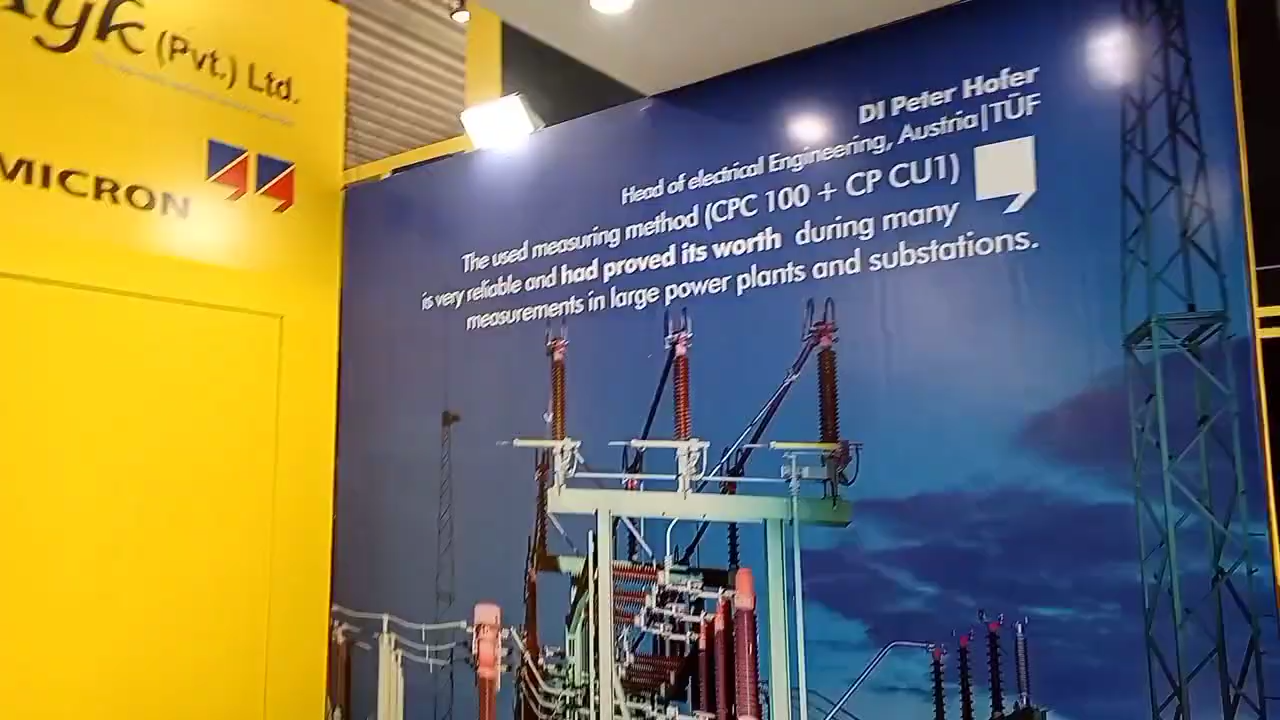 (Pvt.) Ltd.
MICRON
DI Peter Hofer
Head of electrical Engineering, Austria|TÜF
The used measuring method (CPC 100 + CP CU1)
is very reliable and had proved its worth during many
measurements in large power plants and substations.